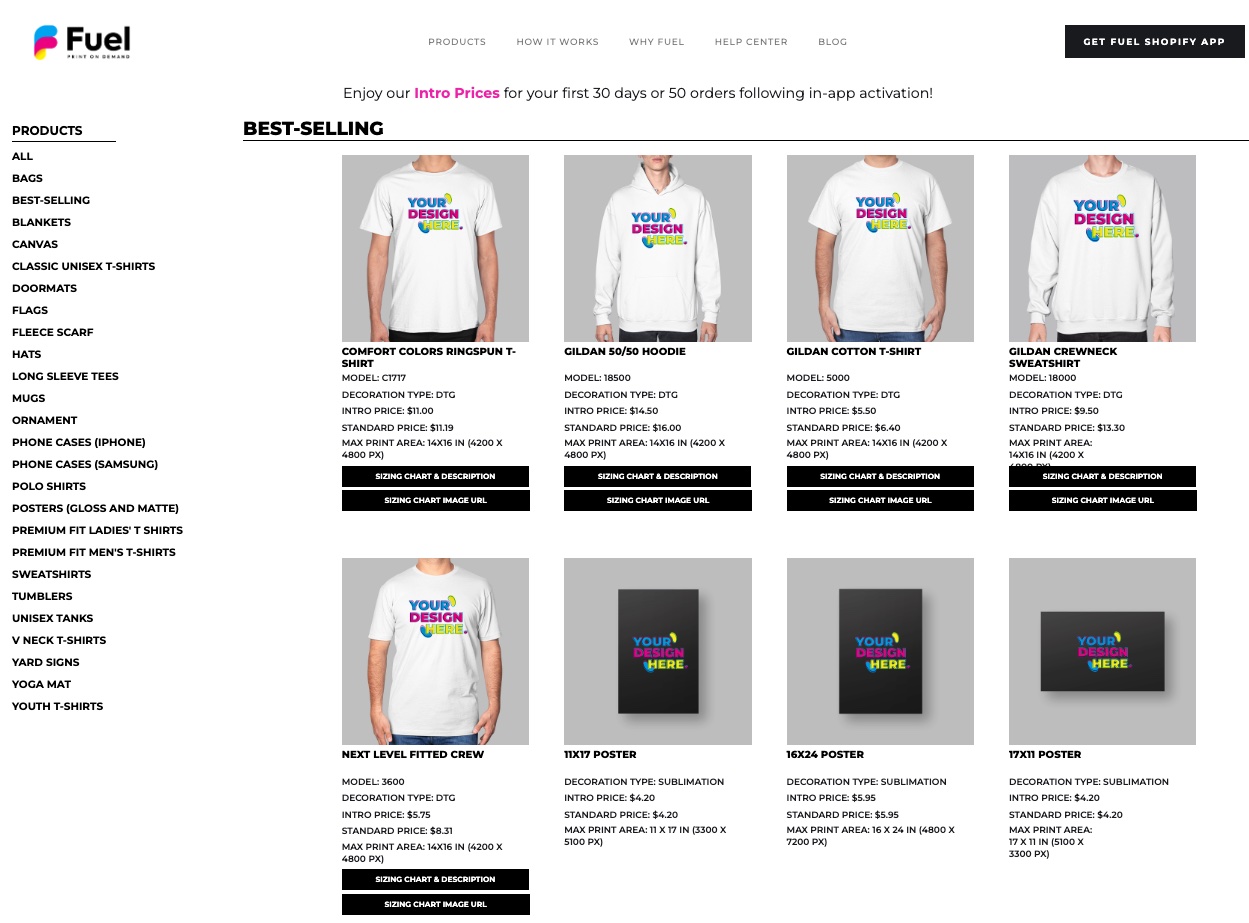 Fuel
PRINT ON DEMAND
PRODUCTS
HOW IT WORKS
WHY FUEL
HELP CENTER
BLOG
GET FUEL SHOPIFY APP
Enjoy our Intro Prices for your first 30 days or 50 orders following in-app activation!
PRODUCTS
ALL
BAGS
BEST-SELLING
BLANKETS
CANVAS
CLASSIC UNISEX T-SHIRTS
DOORMATS
FLAGS
FLEECE SCARF
HATS
LONG SLEEVE TEES
MUGS
ORNAMENT
PHONE CASES (IPHONE)
PHONE CASES (SAMSUNG)
POLO SHIRTS
POSTERS (GLOSS AND MATTE)
PREMIUM FIT LADIES' T SHIRTS
PREMIUM FIT MEN'S T-SHIRTS
SWEATSHIRTS
TUMBLERS
UNISEX TANKS
V NECK T-SHIRTS
YARD SIGNS
YOGA MAT
YOUTH T-SHIRTS
BEST-SELLING
YOUR
DESIGN
HERE.
COMFORT COLORS RINGSPUN T-
SHIRT
MODEL: C1717
DECORATION TYPE: DTG
INTRO PRICE: $11.00
STANDARD PRICE: $11.19
MAX PRINT AREA: 14X16 IN (4200 X
4800 PX)
SIZING CHART & DESCRIPTION
SIZING CHART IMAGE URL
YOUR
DESIGN
HERE.
GILDAN 50/50 HOODIE
MODEL: 18500
DECORATION TYPE: DTG
INTRO PRICE: $14.50
STANDARD PRICE: $16.00
MAX PRINT AREA: 14X16 IN (4200 X
4800 PX)
SIZING CHART & DESCRIPTION
SIZING CHART IMAGE URL
YOUR
DESIGN
HERE.
GILDAN COTTON T-SHIRT
MODEL: 5000
DECORATION TYPE: DTG
INTRO PRICE: $5.50
STANDARD PRICE: $6.40
MAX PRINT AREA: 14X16 IN (4200 X
4800 PX)
SIZING CHART & DESCRIPTION
SIZING CHART IMAGE URL
YOUR
DESIGN
HERE.
GILDAN CREWNECK
SWEATSHIRT
MODEL: 18000
DECORATION TYPE: DTG
INTRO PRICE: $9.50
STANDARD PRICE: $13.30
MAX PRINT AREA:
14X16 IN (4200 X
4800 PX)
SIZING CHART & DESCRIPTION
SIZING CHART IMAGE URL
YOUR
DESIGN
HERE.
NEXT LEVEL FITTED CREW
MODEL: 3600
DECORATION TYPE: DTG
INTRO PRICE: $5.75
STANDARD PRICE: $8.31
MAX PRINT AREA: 14X16 IN (4200 X
4800 PX)
SIZING CHART & DESCRIPTION
SIZING CHART IMAGE URL
YOUR
DESIGN
HERE.
11X17 POSTER
DECORATION TYPE: SUBLIMATION
INTRO PRICE: $4.20
STANDARD PRICE: $4.20
MAX PRINT AREA: 11 X 17 IN (3300 X
5100 PX)
YOUR
DESIGN
HERE.
16X24 POSTER
DECORATION TYPE: SUBLIMATION
INTRO PRICE: $5.95
STANDARD PRICE: $5.95
MAX PRINT AREA: 16 X 24 IN (4800 X
7200 PX)
YOUR
DESIGN
HERE.
17X11 POSTER
DECORATION TYPE: SUBLIMATION
INTRO PRICE: $4.20
STANDARD PRICE: $4.20
MAX PRINT AREA:
17 X 11 IN (5100 X
3300 PX)